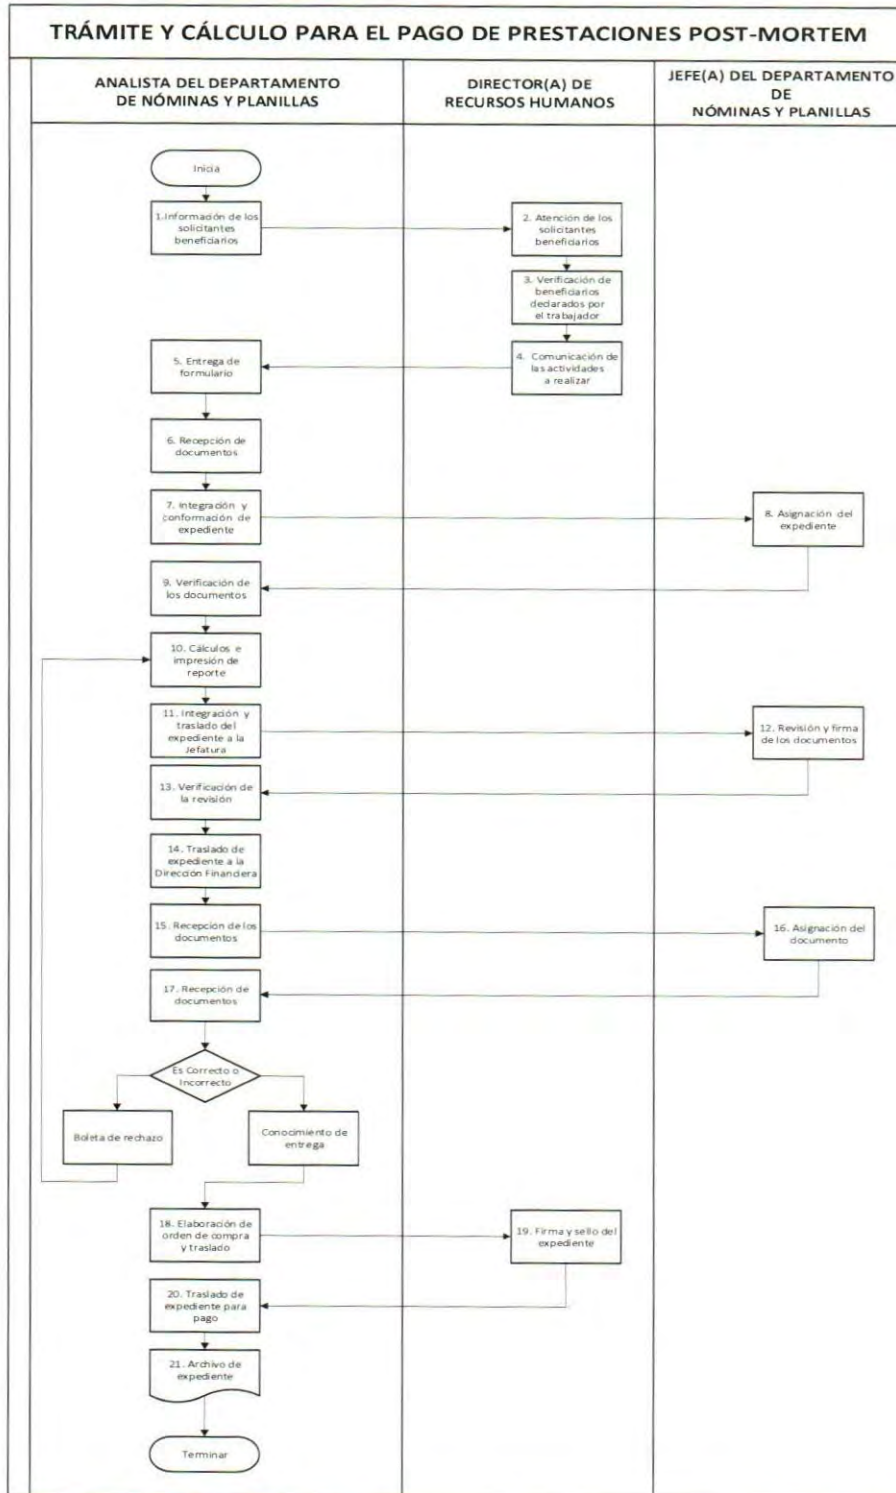 TRÁMITE Y CÁLCULO PARA EL PAGO DE PRESTACIONES POST-MORTEM
ANALISTA DEL DEPARTAMENTO
DE NÓMINAS Y PLANILLAS
DIRECTOR(A) DE
RECURSOS HUMANOS
JEFE(A) DEL DEPARTAMENTO
DE
NÓMINAS Y PLANILLAS
Inicia
1.Información de los
solicitantes
beneficiarios
2. Atención de los
solicitantes
beneficiarios
3. Verificación de
beneficiarios
declarados por
el trabajador
4. Comunicación de
las actividades
a realizar
5. Entrega de
formulario
6. Recepción de
documentos
7. Integración y
conformación de
expediente
8. Asignación del
expediente
9. Verificación de
los documentos
10. Cálculos e
impresión de
reporte
11. Integración y
traslado del
expediente a la
Jefatura
12. Revisión y firma
de los documentos
13. Verificución de
la revisión
14. Traslado de
expediente a la
Dirección Financiera
15. Recepción de los
documentos
16. Asignación del
documento
17. Recepción de
documentos
Es Correcto o
Incorrecto
Boleta de rechazo
Conocimiento de
entrega
18. Elaboración de
orden de compra
y traslado
19. Firma y sello del
expediente
20. Traslado de
expediente para
pago
21. Archivo de
expediente
Terminar